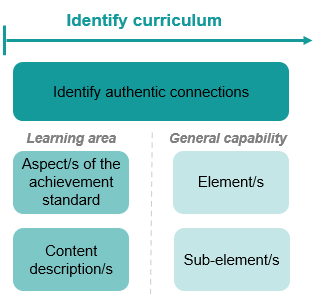 Identify curriculum
Identify authentic connections
Learning area
General capability
Aspect/s of the
achievement
standard
Element/s
Content
description/s
Sub-element/s